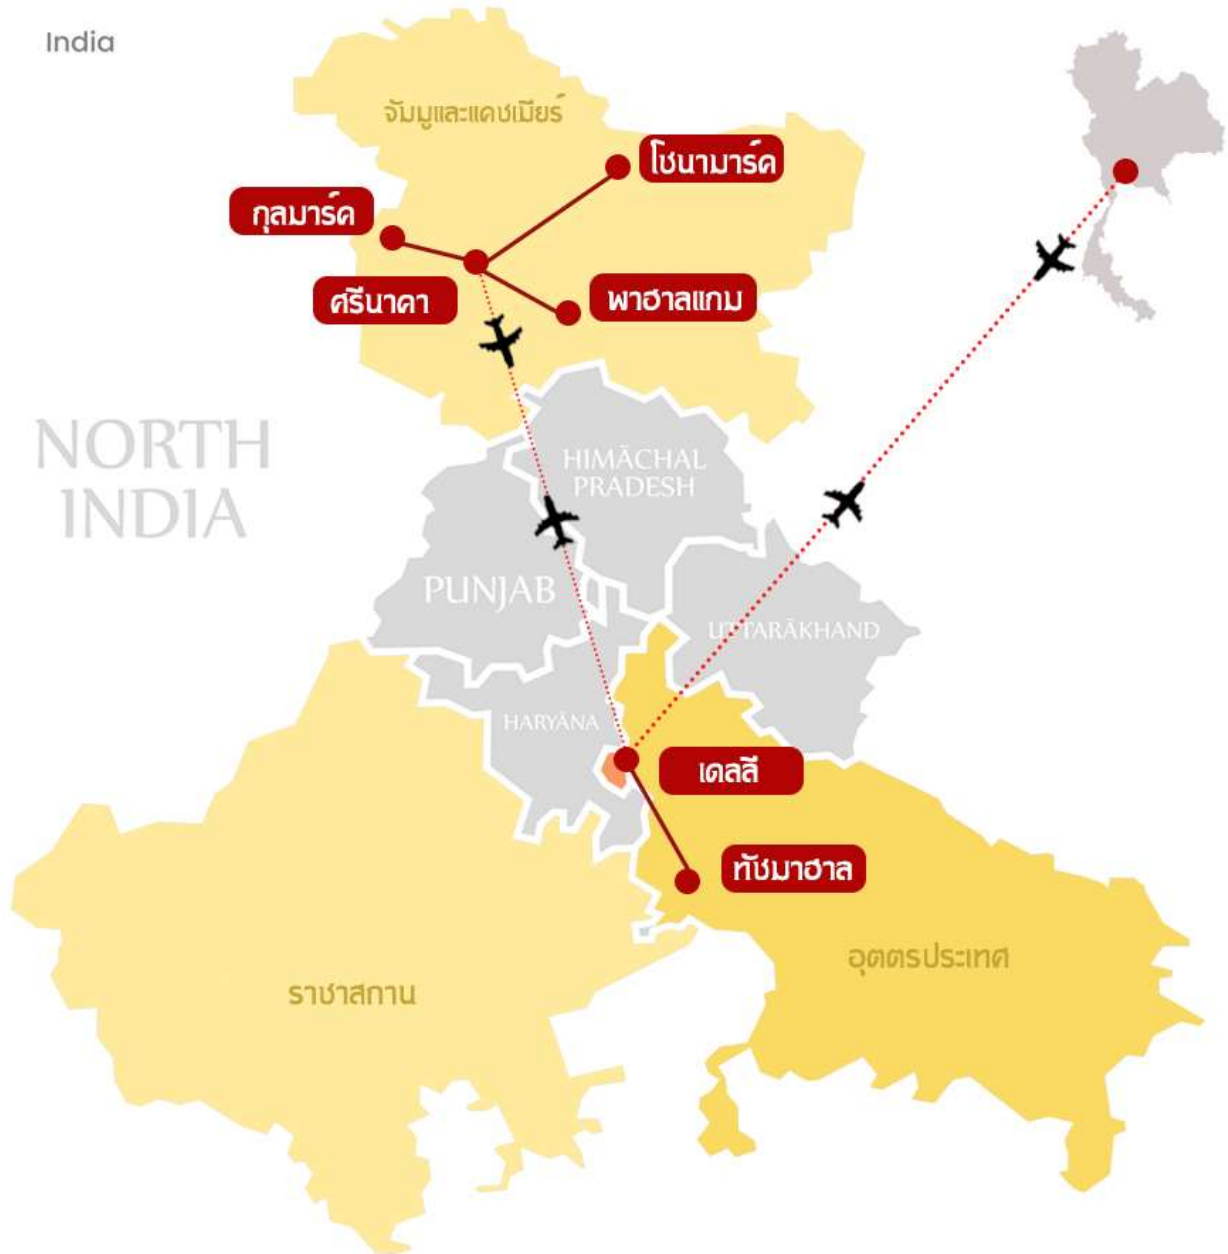 India
จัมมูและแคชเมียร์
โซนามาร์ค
กุลมาร์ค
ศรีนาคา
พาฮาลแกม
NORTH
INDIA
HIMĀCHAL
PRADESH
PUNJAB
UTTARĀKHAND
HARYĀNA
เดลลี
ทัชมาฮาล
อุตตรประเทศ
ราชาสถาน